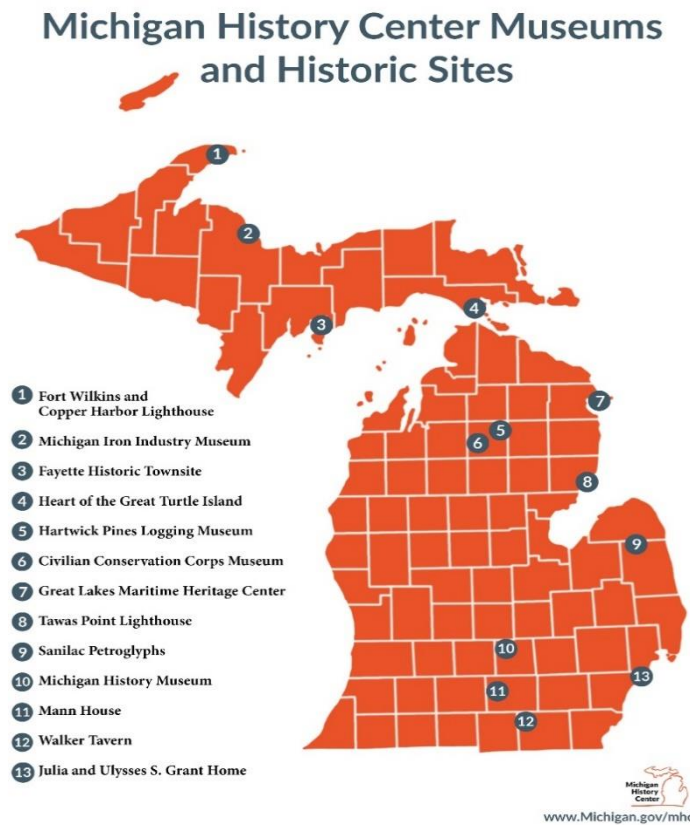 Michigan History Center Museums
and Historic Sites
1
2
3
4
5
6
7
8
9
10
11
12
13
1 Fort Wilkins and
Copper Harbor Lighthouse
2 Michigan Iron Industry Museum
3 Fayette Historic Townsite
4 Heart of the Great Turtle Island
5 Hartwick Pines Logging Museum
6 Civilian Conservation Corps Museum
7 Great Lakes Maritime Heritage Center
8 Tawas Point Lighthouse
9 Sanilac Petroglyphs
10 Michigan History Museum
11 Mann House
12 Walker Tavern
13 Julia and Ulysses S. Grant Home
Michigan
History
Center
www.Michigan.gov/mhc